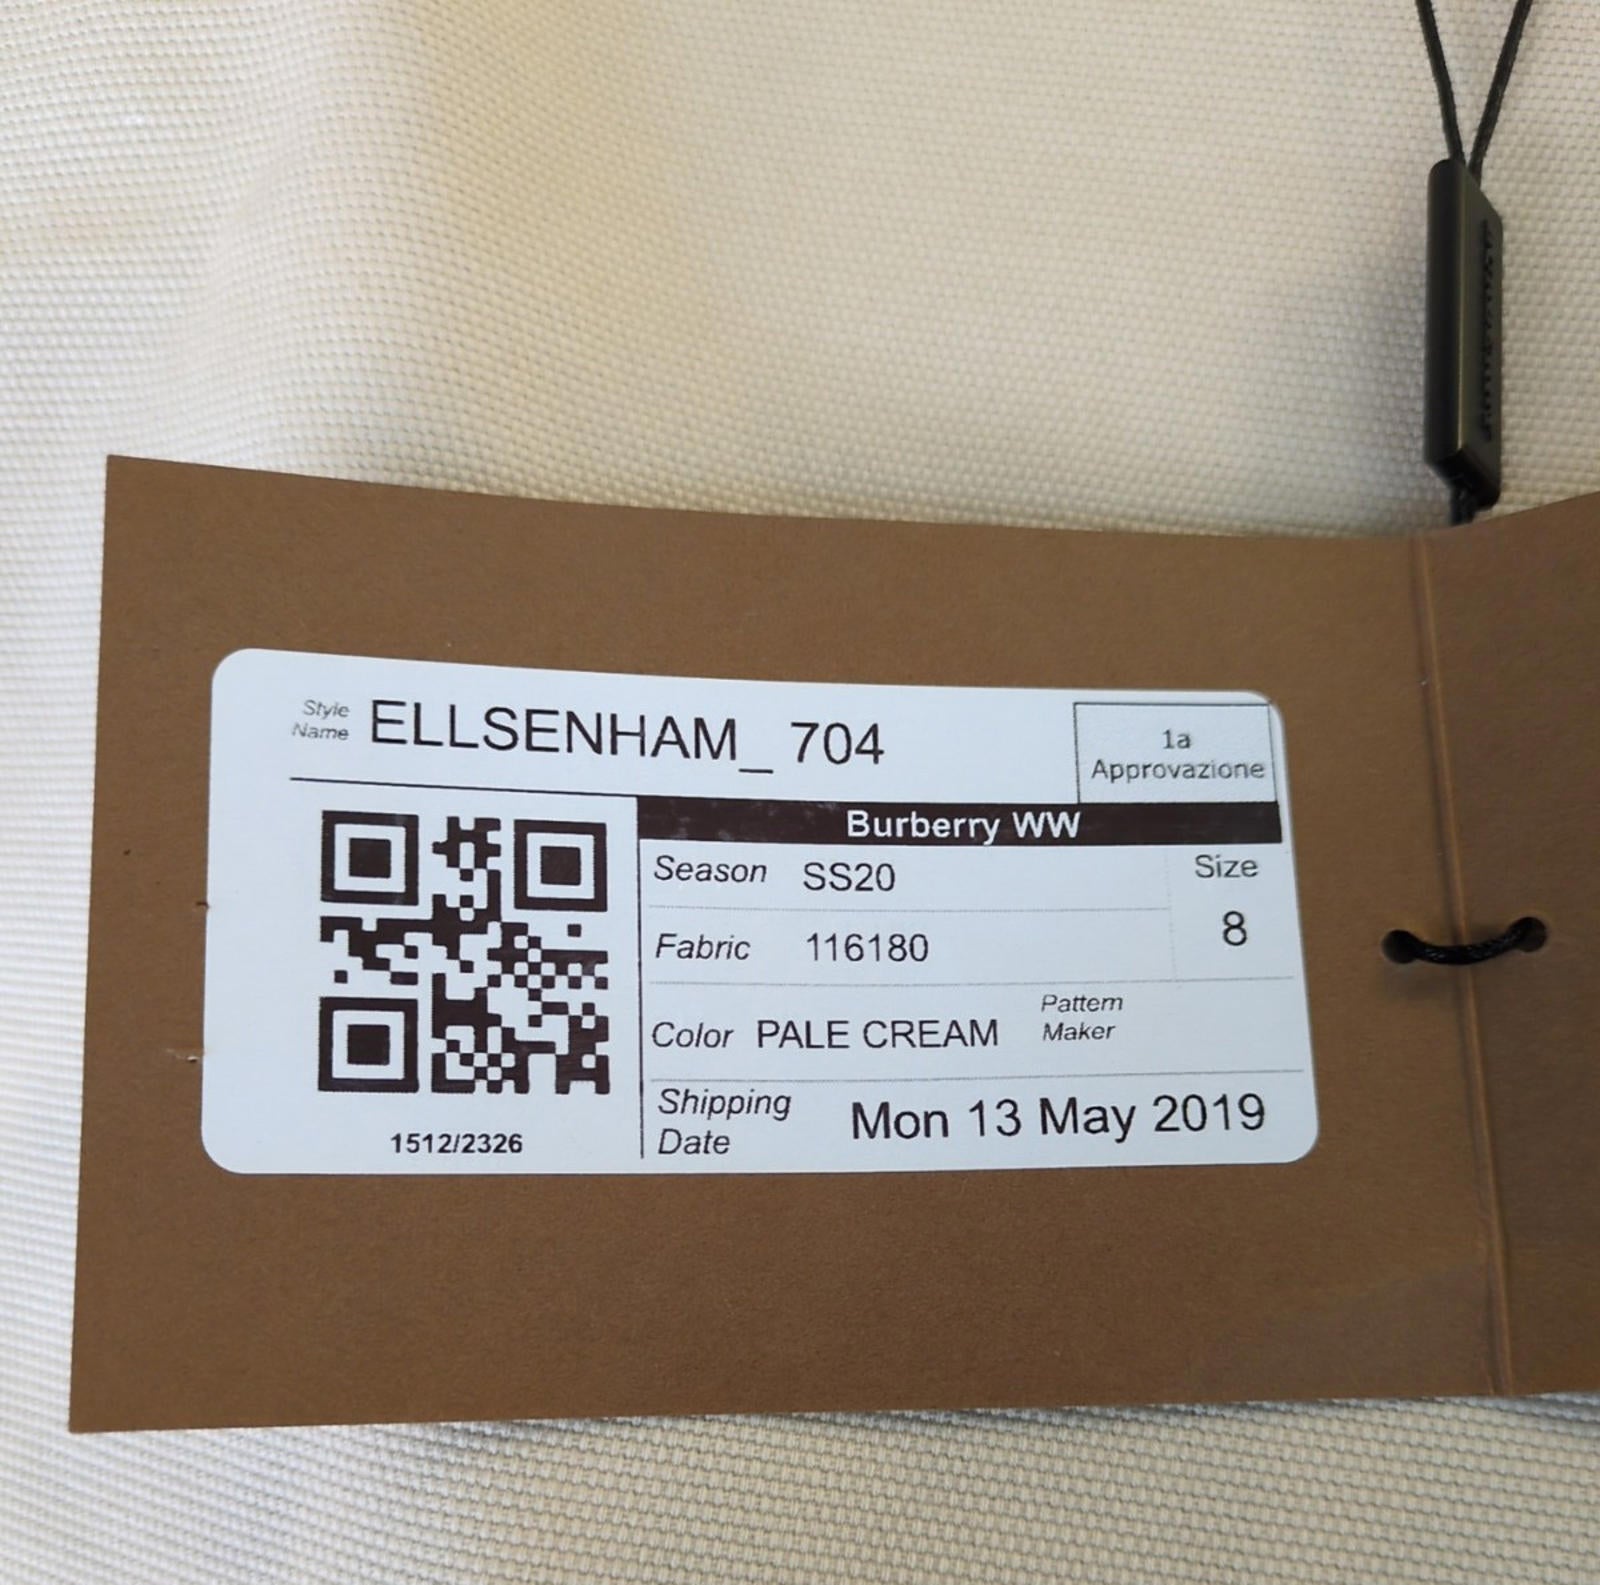 Style
Name
ELLSENHAM_ 704
1a
Approvazione
Burberry WW
Season SS20
Size
8
Fabric 116180
Color PALE CREAM
Pattern
Maker
Shipping
Date
Mon 13 May 2019
1512/2326